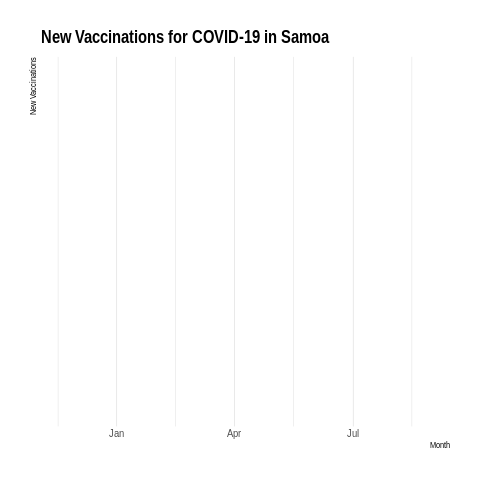 New Vaccinations for COVID-19 in Samoa
New Vaccinations
Jan Apr Jul
Month